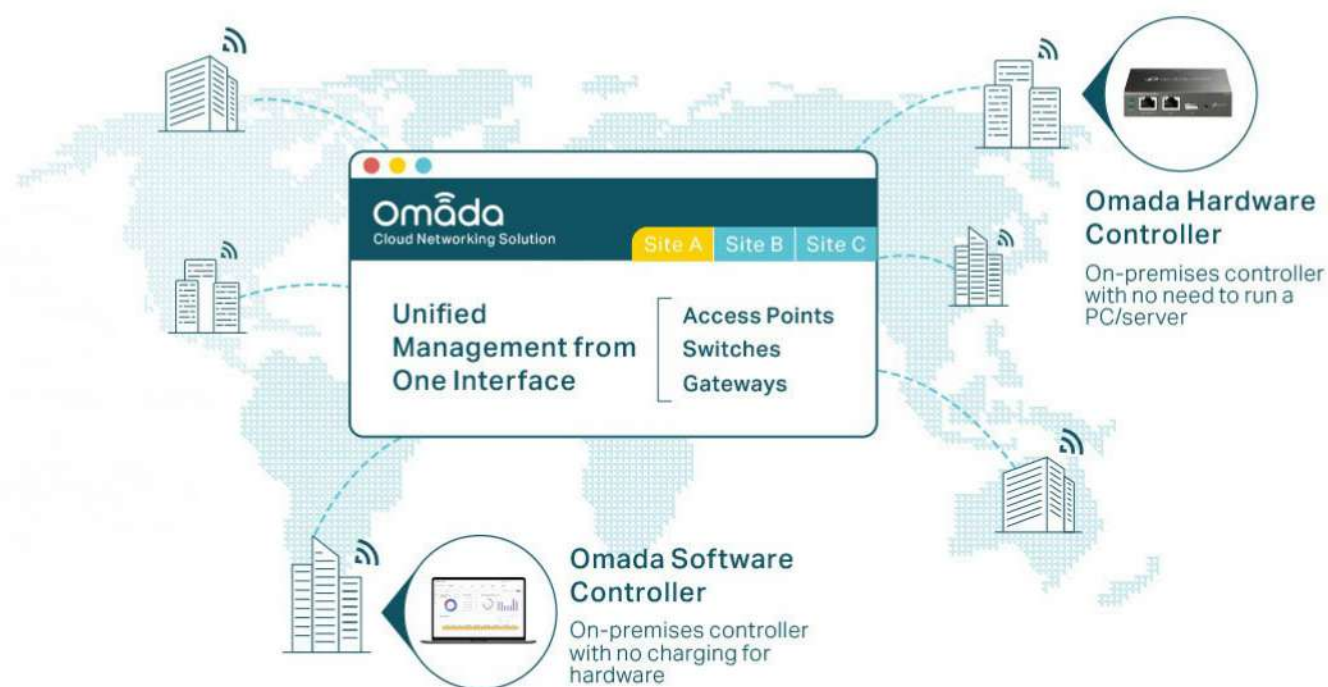 Omada
Cloud Networking Solution
Site A
Site B
Site C
Unified
Management from
One Interface
Access Points
Switches
Gateways
Omada Hardware
Controller
On-premises controller
with no need to run a
PC/server
Omada Software
Controller
On-premises controller
with no charging for
hardware